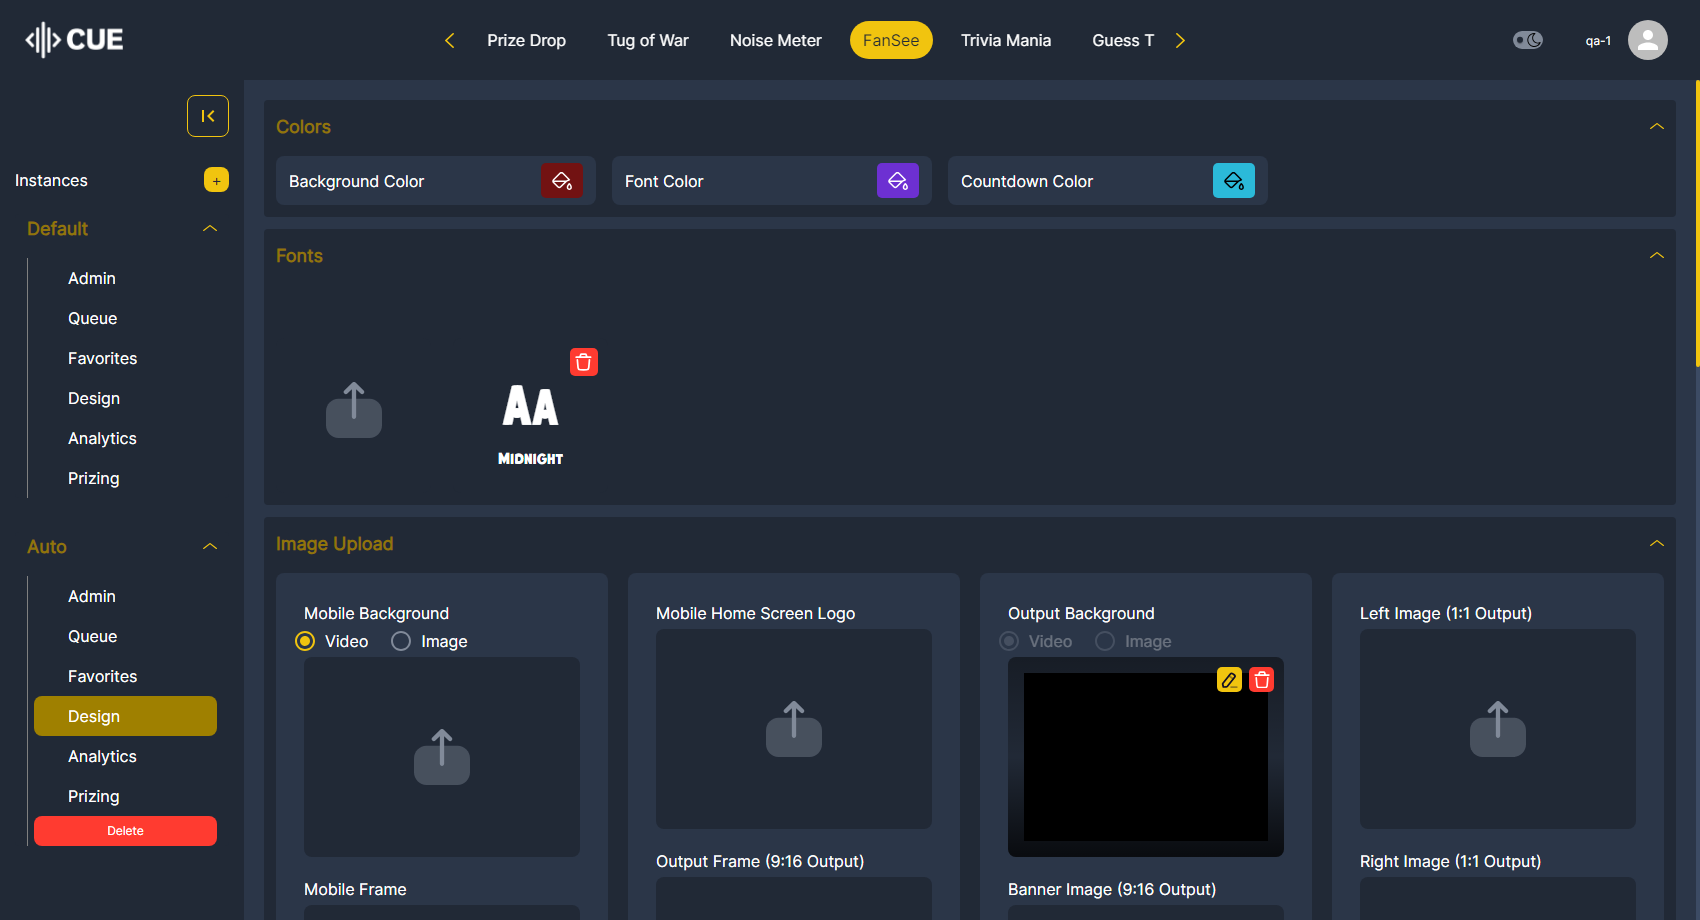 CUE
Prize Drop
Tug of War
Noise Meter
FanSee
Trivia Mania
Guess T
qa-1
Instances
+
Default
Admin
Queue
Favorites
Design
Analytics
Prizing
Auto
Admin
Queue
Favorites
Design
Analytics
Prizing
Delete
Colors
Background Color
Font Color
Countdown Color
Fonts
AA
MIDNIGHT
Image Upload
Mobile Background
Video Image
Mobile Frame
Mobile Home Screen Logo
Output Frame (9:16 Output)
Output Background
Video Image
Banner Image (9:16 Output)
Left Image (1:1 Output)
Right Image (1:1 Output)